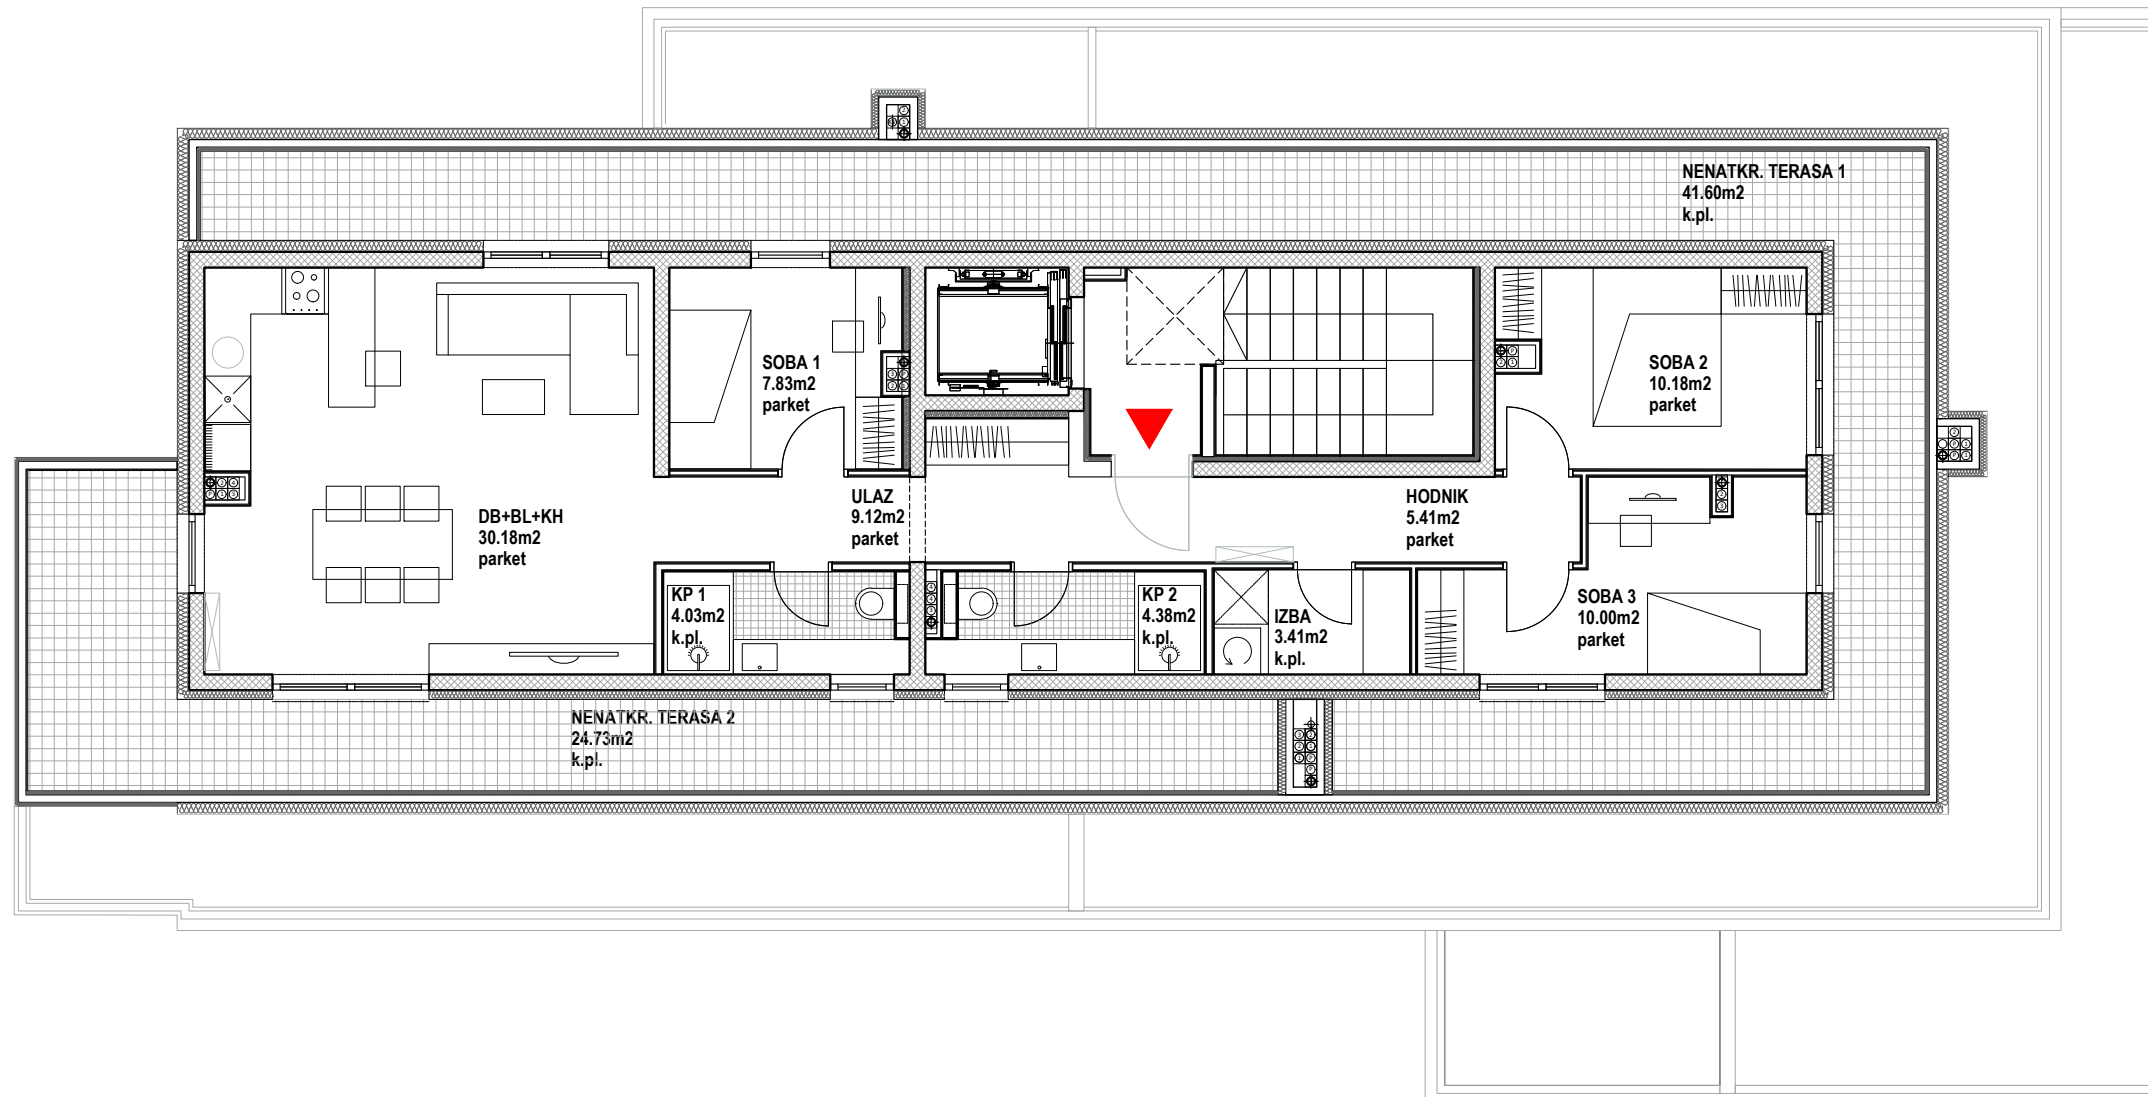 NENATKR. TERASA 1
41.60m2
k.pl.
SOBA 1
7.83m2
parket
SOBA 2
10.18m2
parket
DB+BL+KH
30.18m2
parket
ULAZ
9.12m2
parket
HODNIK
5.41m2
parket
KP 1
4.03m2
k.pl.
KP 2
4.38m2
k.pl.
IZBA
3.41m2
k.pl.
SOBA 3
10.00m2
parket
NENATKR. TERASA 2
24.73m2
k.pl.